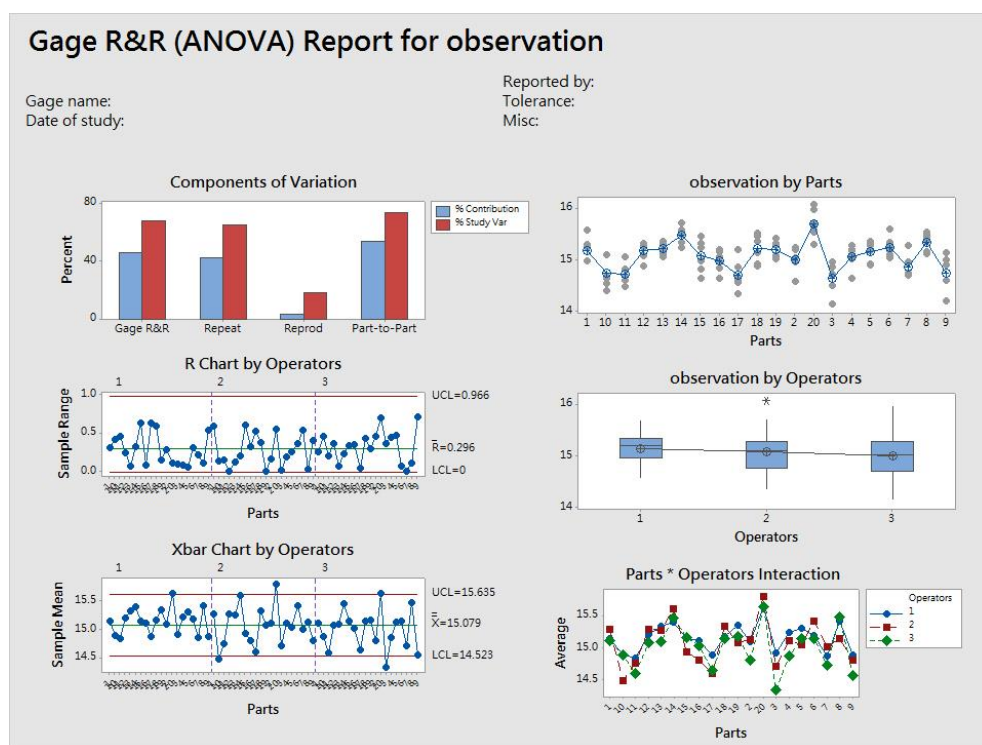 Gage R&R (ANOVA) Report for observation
Gage name:
Date of study:
Reported by:
Tolerance:
Misc:
Components of Variation
80
40
0
Percent
Gage R&R Repeat Reprod Part-to-Part
% Contribution
% Study Var
R Chart by Operators
1 2 3
1.0
0.5
0.0
Sample Range
UCL=0.966
R=0.296
LCL=0
Parts
Xbar Chart by Operators
1 2 3
15.5
15.0
14.5
Sample Mean
UCL=15.635
X=15.079
LCL=14.523
Parts
observation by Parts
16
15
14
1 10 11 12 13 14 15 16 17 18 19 2 20 3 4 5 6 7 8 9
Parts
observation by Operators
16
15
14
*
1 2 3
Operators
Parts * Operators Interaction
15.5
15.0
14.5
Average
1 10 11 12 13 14 15 16 17 18 19 2 20 3 4 5 6 7 8 9
Parts
Operators
1
2
3